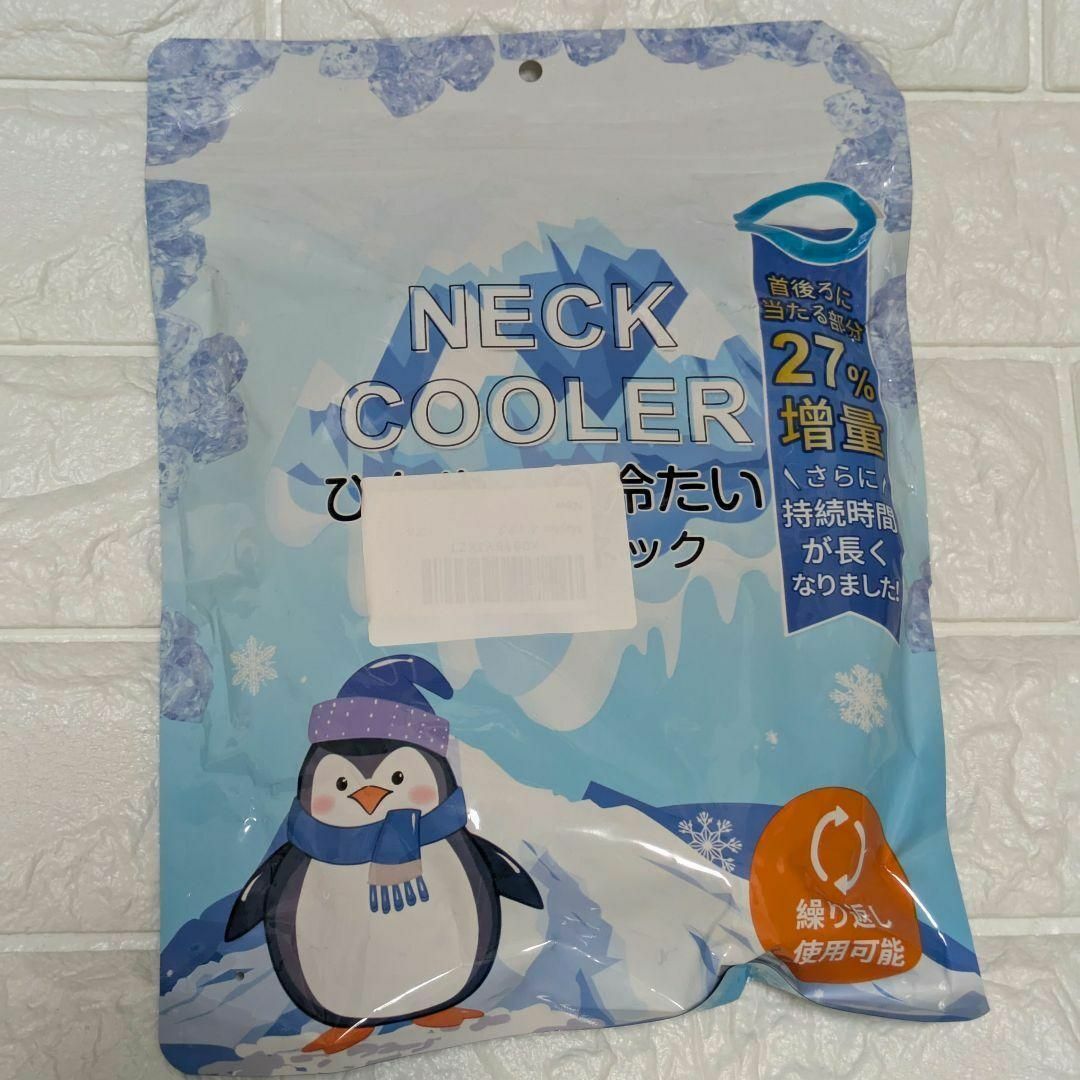 NECK
COOLER
ひ 冷たい
ック
首後ろに
当たる部分
27%
増量
\ さらに /
持続時間
が長く
なりました!
繰り返し
使用可能